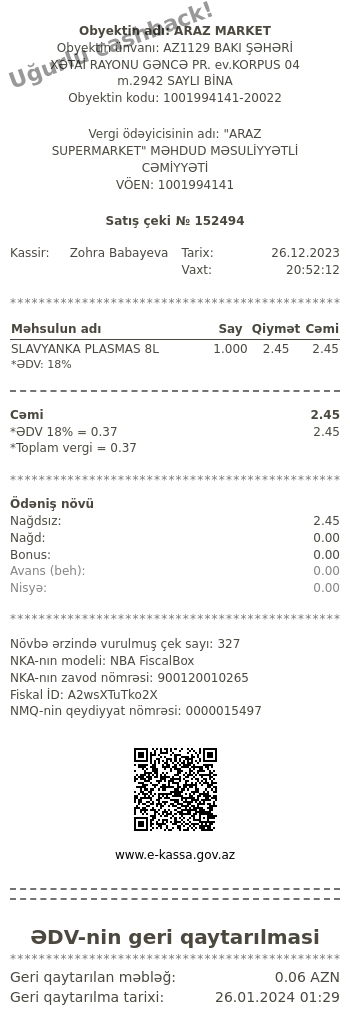 Uğurlu cashback!
Obyektin adı: ARAZ MARKET
Obyektin ünvanı: AZ1129 BAKI ŞƏHƏRİ
XƏTAİ RAYONU GƏNCƏ PR. ev.KORPUS 04
m.2942 SAYLI BİNA
Obyektin kodu: 1001994141-20022
Vergi ödəyicisinin adı: "ARAZ
SUPERMARKET" MƏHDUD MƏSULİYYƏTLİ
CƏMİYYƏTİ
VÖEN: 1001994141
Satış çeki № 152494
Kassir: Zohra Babayeva Tarix: 26.12.2023
Vaxt: 20:52:12
**********************************************
Məhsulun adı Say Qiymət Cəmi
SLAVYANKA PLASMAS 8L 1.000 2.45 2.45
*ƏDV: 18%
Cəmi 2.45
*ƏDV 18% = 0.37 2.45
*Toplam vergi = 0.37
**********************************************
Ödəniş növü
Nağdsız: 2.45
Nağd: 0.00
Bonus: 0.00
Avans (beh): 0.00
Nisyə: 0.00
**********************************************
Növbə ərzində vurulmuş çek sayı: 327
NKA-nın modeli: NBA FiscalBox
NKA-nın zavod nömrəsi: 900120010265
Fiskal İD: A2wsXTuTko2X
NMQ-nin qeydiyyat nömrəsi: 0000015497
www.e-kassa.gov.az
ƏDV-nin geri qaytarılması
**********************************************
Geri qaytarılan məbləğ: 0.06 AZN
Geri qaytarılma tarixi: 26.01.2024 01:29